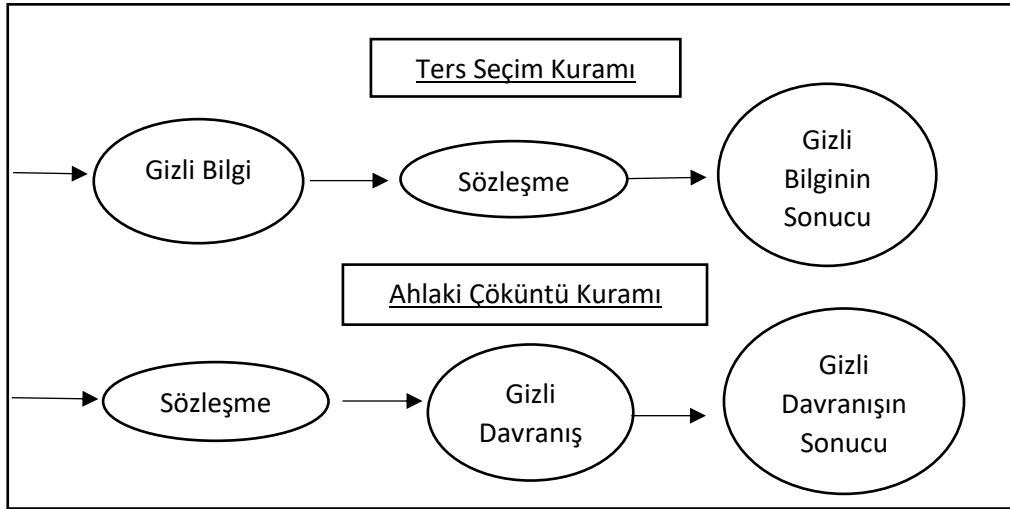 Ters Seçim Kuramı
Gizli Bilgi
Sözleşme
Gizli
Bilginin
Sonucu
Ahlaki Çöküntü Kuramı
Sözleşme
Gizli
Davranış
Gizli
Davranışın
Sonucu